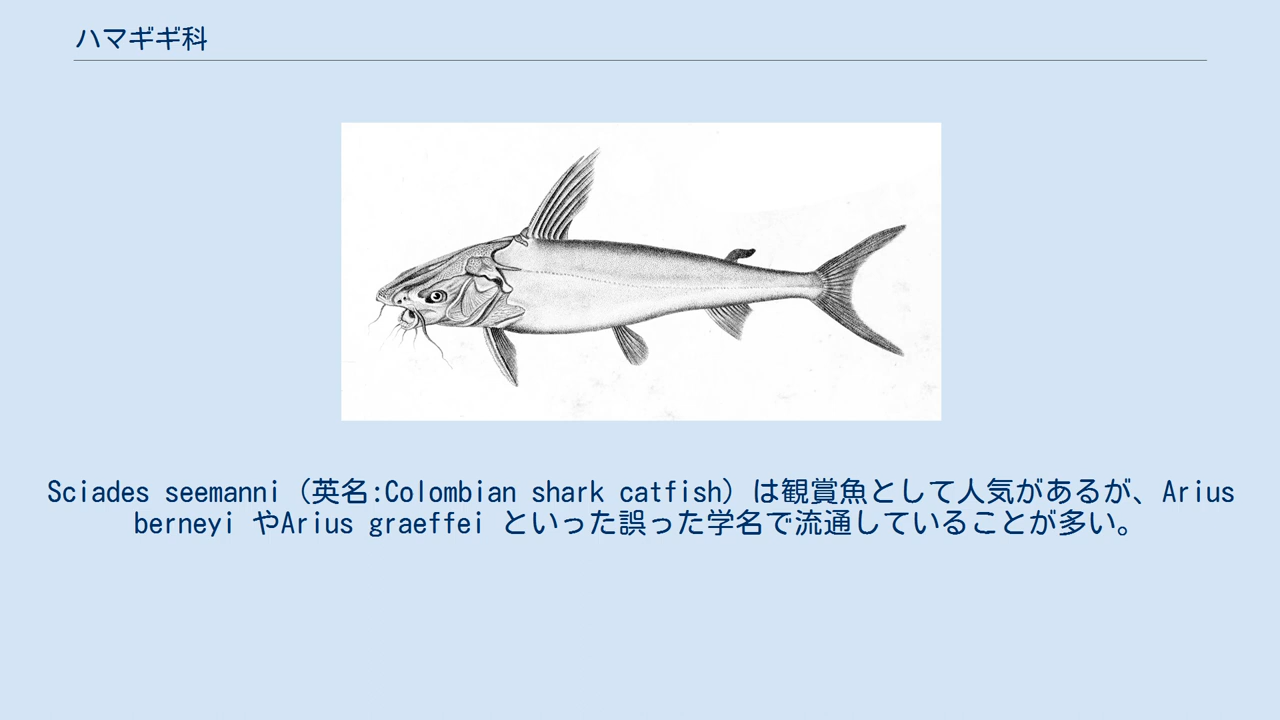 ハマギギ科
Sciades seemanni（英名:Colombian shark catfish）は観賞魚として人気があるが、Arius
berneyi やArius graeffei といった誤った学名で流通していることが多い。